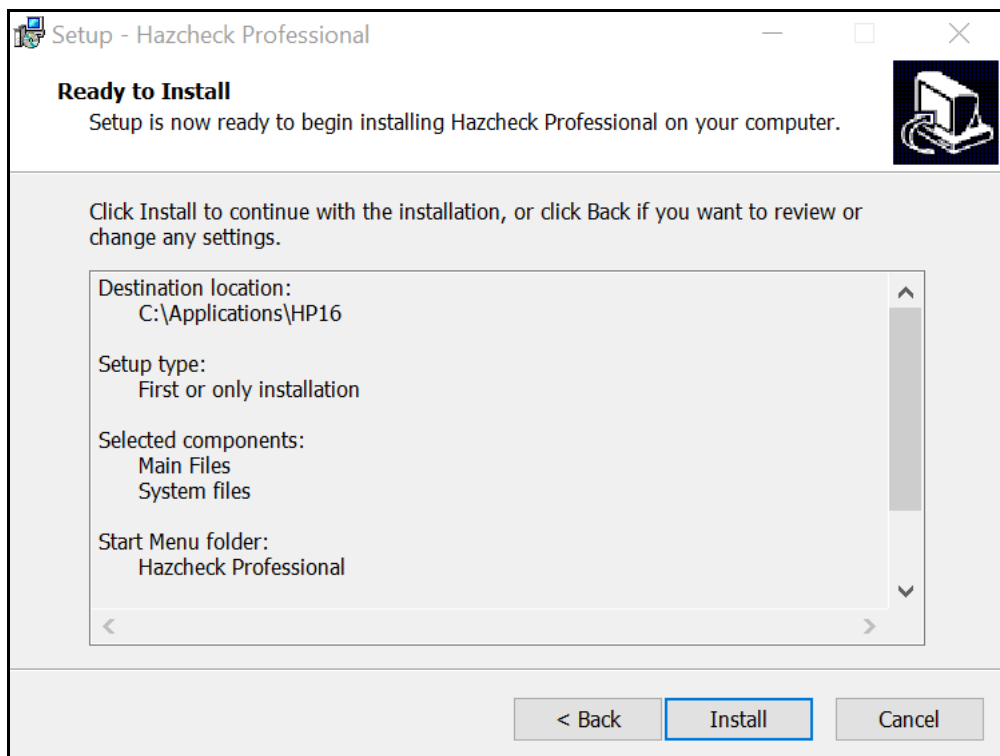 Setup - Hazcheck Professional
Ready to Install
Setup is now ready to begin installing Hazcheck Professional on your computer.
Click Install to continue with the installation, or click Back if you want to review or
change any settings.
Destination location:
C:\Applications\HP16
Setup type:
First or only installation
Selected components:
Main Files
System files
Start Menu folder:
Hazcheck Professional
< Back
Install
Cancel